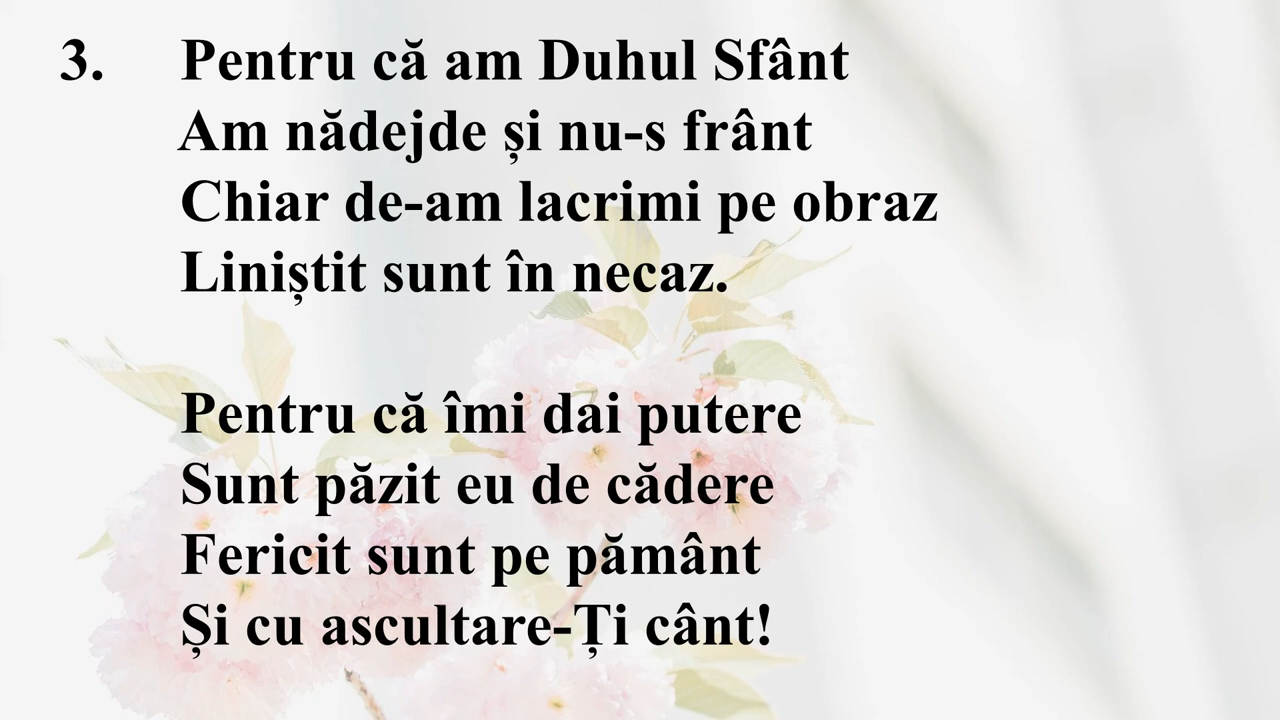 3. Pentru că am Duhul Sfânt
Am nădejde și nu-s frânt
Chiar de-am lacrimi pe obraz
Liniștit sunt în necaz.
Pentru că îmi dai putere
Sunt păzit eu de cădere
Fericit sunt pe pământ
Și cu ascultare-Ți cânt!